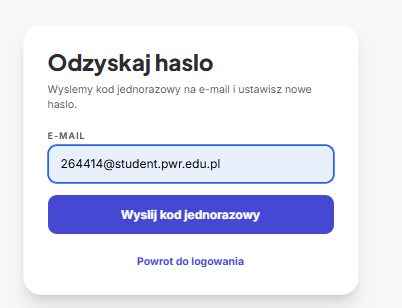 Odzyskaj haslo
Wyslemy kod jednorazowy na e-mail i ustawisz nowe
haslo.
E-MAIL
264414@student.pwr.edu.pl
Wyslij kod jednorazowy
Powrot do logowania